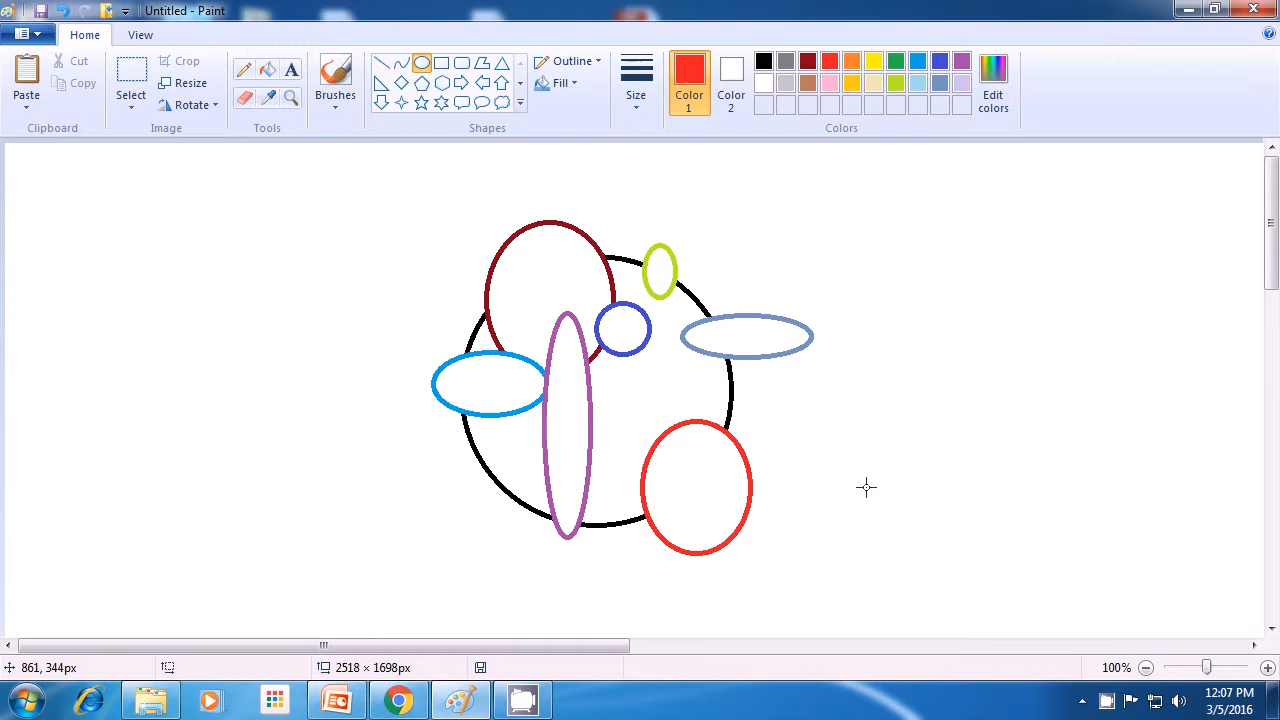 Untitled - Paint
Home View
Paste
Cut
Copy
Clipboard
Select
Crop
Resize
Rotate
Image
A
Tools
Brushes
Outline
Fill
Shapes
Size
Color 1
Color 2
Edit colors
Colors
861, 344px
2518 × 1698px
100%
12:07 PM
3/5/2016